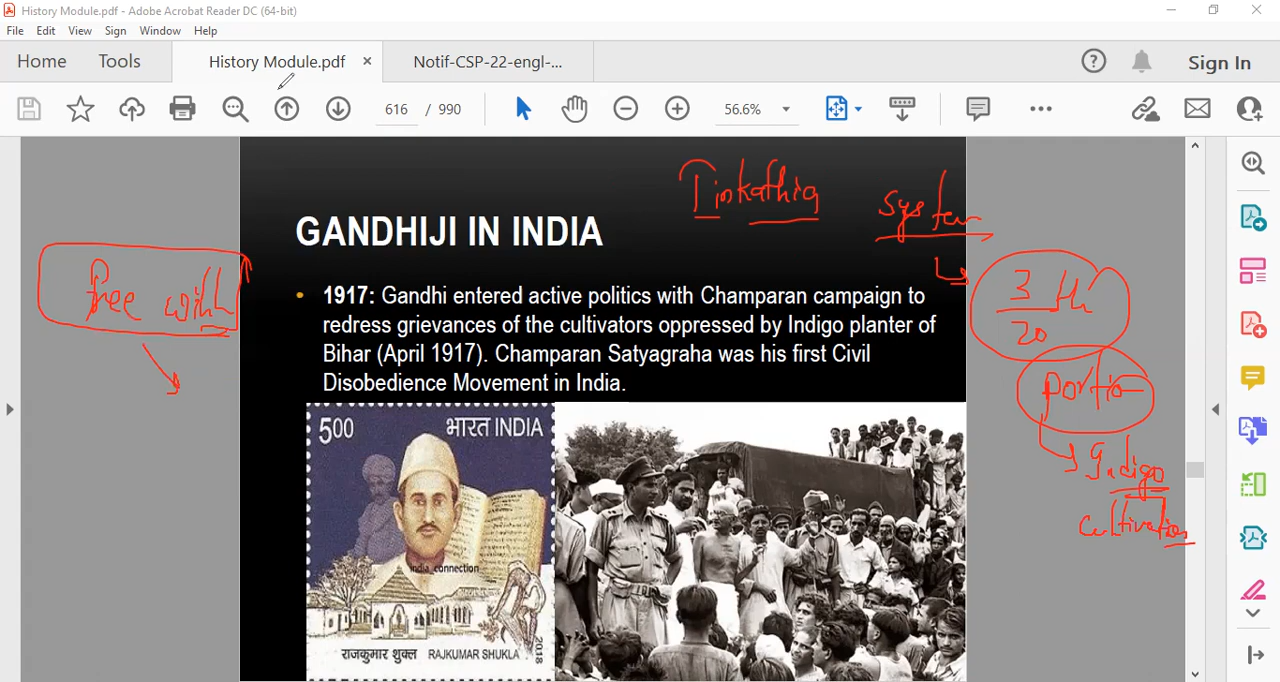 History Module.pdf - Adobe Acrobat Reader DC (64-bit)
File Edit View Sign Window Help
Home Tools History Module.pdf × Notif-CSP-22-engl-...
Sign In
616 / 990
56.6%
Tinkathia
System
GANDHIJI IN INDIA
free with
3 th
20
• 1917: Gandhi entered active politics with Champaran campaign to
redress grievances of the cultivators oppressed by Indigo planter of
Bihar (April 1917). Champaran Satyagraha was his first Civil
Disobedience Movement in India.
portion
Indigo
cultivation
500 भारत INDIA
india_connection
राजकुमार शुक्ल RAJKUMAR SHUKLA
2018